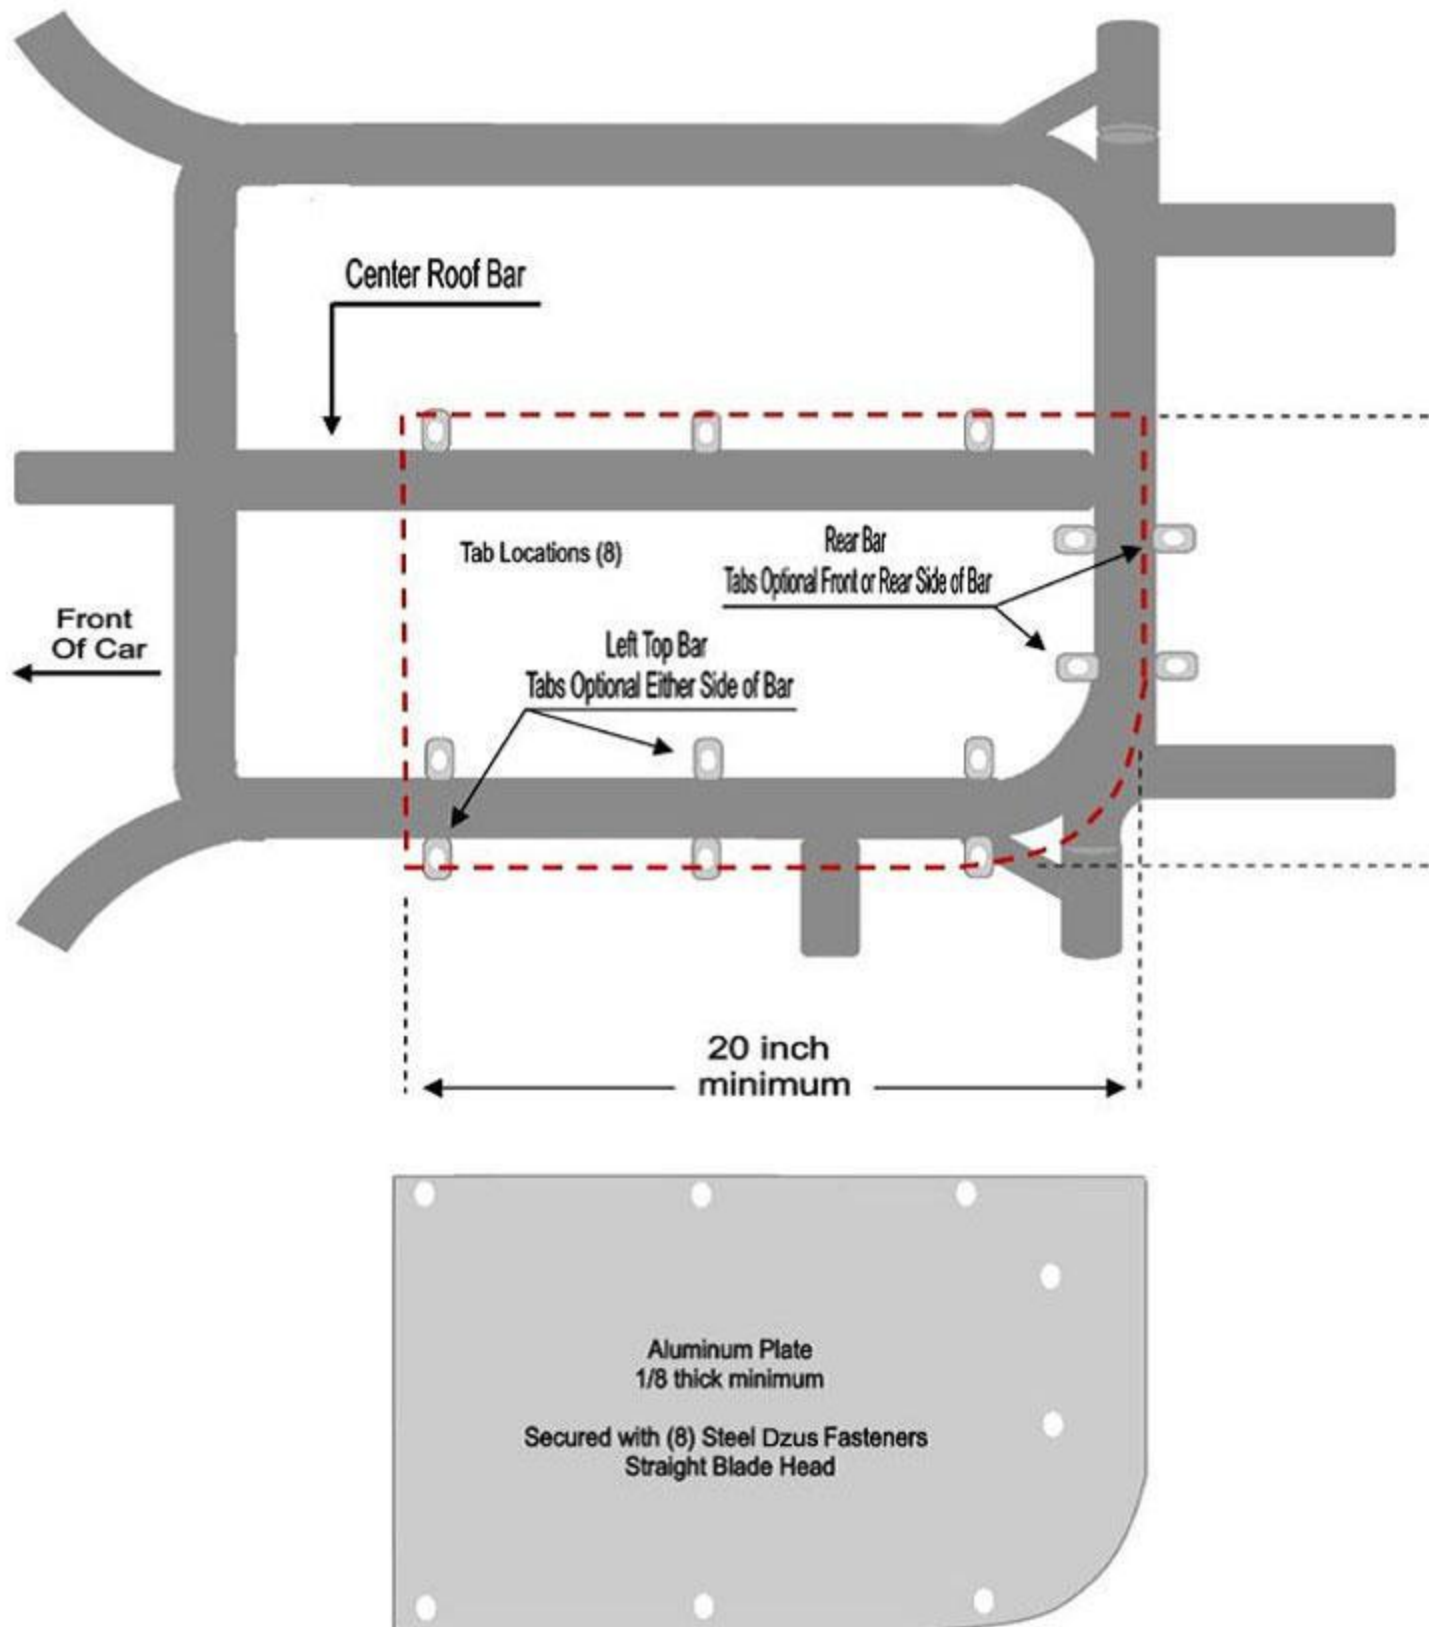 Center Roof Bar
Tab Locations (8)
Rear Bar
Tabs Optional Front or Rear Side of Bar
Front
Of Car
Left Top Bar
Tabs Optional Either Side of Bar
20 inch
minimum
Aluminum Plate
1/8 thick minimum
Secured with (8) Steel Dzus Fasteners
Straight Blade Head